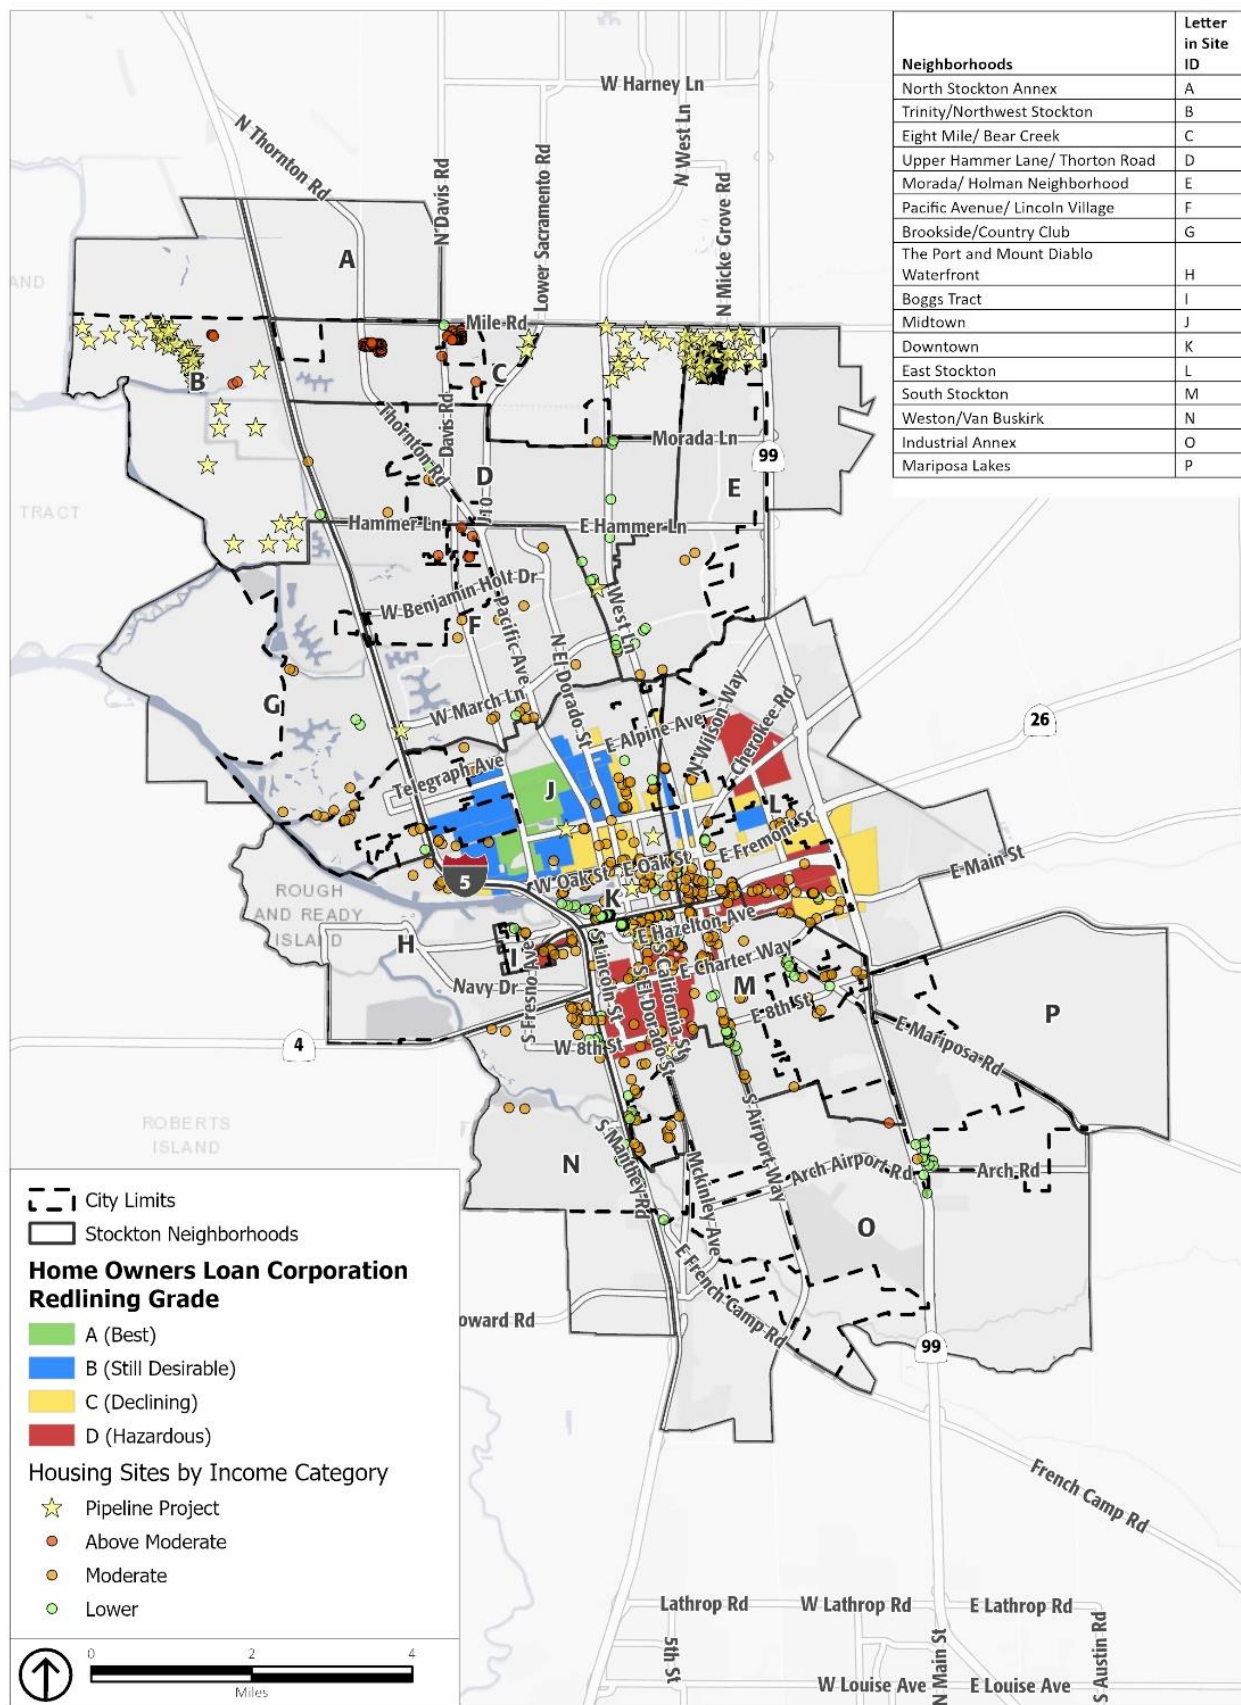 Neighborhoods
Letter
in Site
ID
North Stockton Annex A
Trinity/Northwest Stockton B
Eight Mile/ Bear Creek C
Upper Hammer Lane/ Thorton Road D
Morada/ Holman Neighborhood E
Pacific Avenue/ Lincoln Village F
Brookside/Country Club G
The Port and Mount Diablo
Waterfront H
Boggs Tract I
Midtown J
Downtown K
East Stockton L
South Stockton M
Weston/Van Buskirk N
Industrial Annex O
Mariposa Lakes P
W Harney Ln
N Thornton Rd
N Davis Rd
Lower Sacramento Rd
N West Ln
N Micke Grove Rd
A
AND
Mile Rd
B
C
Thornton Rd
Davis Rd
Morada Ln
99
D
E
TRACT
Hammer Ln
J10
E Hammer Ln
W Benjamin Holt Dr
Pacific Ave
West Ln
F
N El Dorado St
H
G
W March Ln
N Wilson Way
Cherokee Rd
26
E Alpine Ave
Telegraph Ave
J
L
E Fremont St
5
W Oak St
E Oak St
E Main St
K
ROUGH
AND READY
ISLAND
H
I
E Hazelton Ave
S Fresno Ave
S Lincoln St
E Charter Way
Navy Dr
S El Dorado St
S California St
M
E 8th St
P
4
W 8th St
E Mariposa Rd
ROBERTS
ISLAND
F
N
S Manthey Rd
Mckinley Ave
S Airport Way
Arch Airport Rd
Arch Rd
O
E French Camp Rd
oward Rd
99
French Camp Rd
Lathrop Rd
W Lathrop Rd
E Lathrop Rd
5th St
N Main St
S Austin Rd
W Louise Ave
E Louise Ave
City Limits
Stockton Neighborhoods
Home Owners Loan Corporation
Redlining Grade
A (Best)
B (Still Desirable)
C (Declining)
D (Hazardous)
Housing Sites by Income Category
Pipeline Project
Above Moderate
Moderate
Lower
0 2 4
Miles